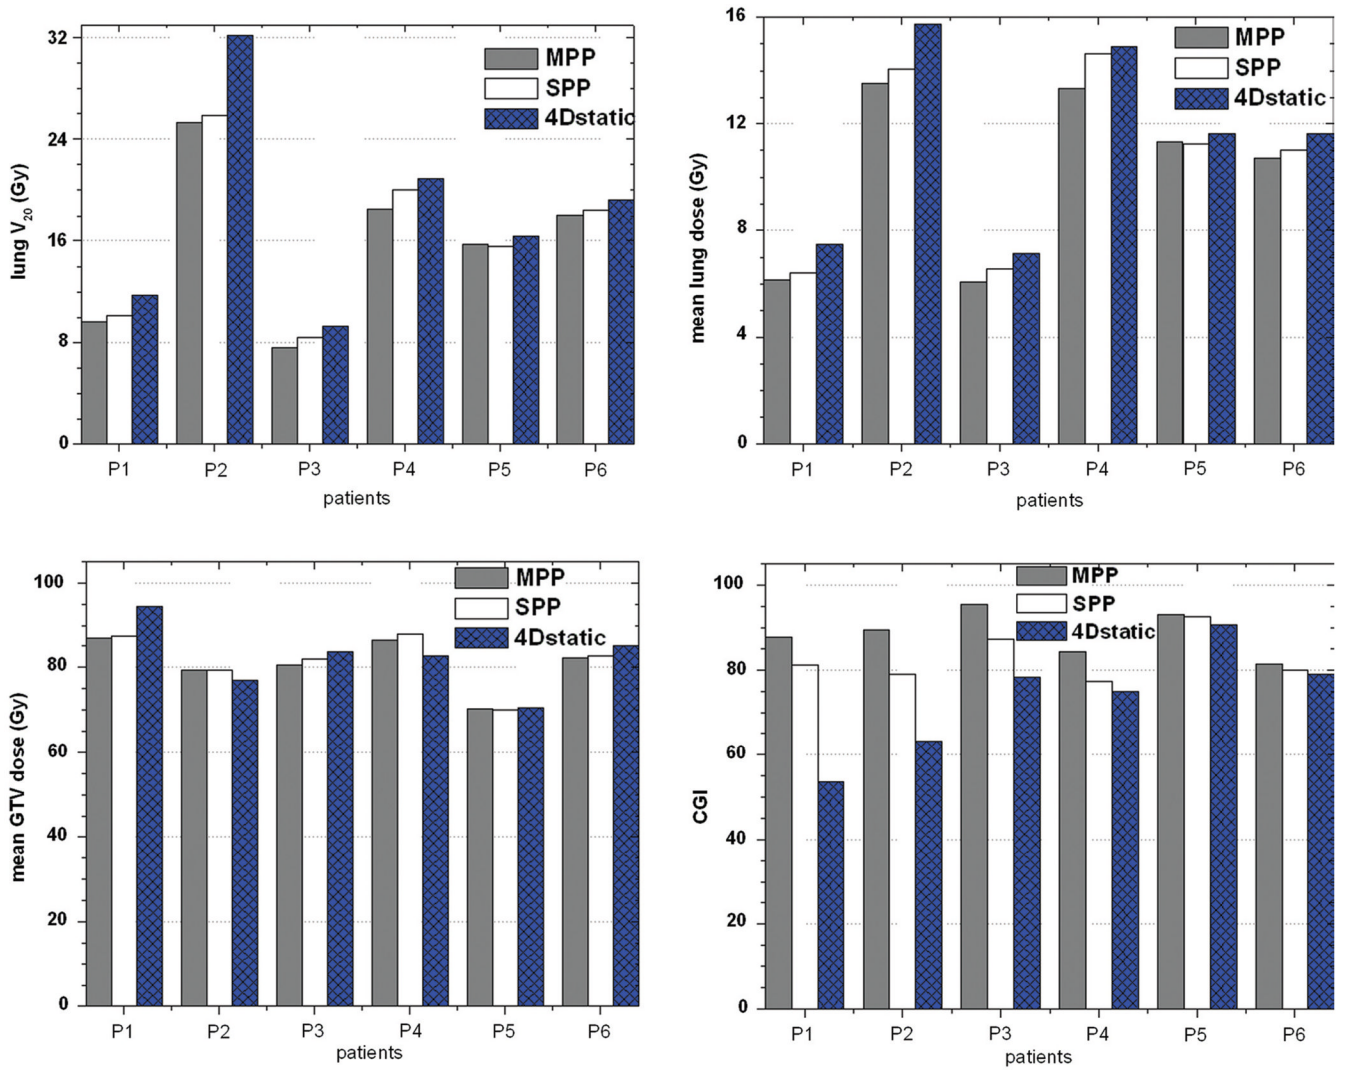 32
24
16
8
0
lung V20 (Gy)
MPP
SPP
4Dstatic
P1 P2 P3 P4 P5 P6
patients
16
12
8
4
0
mean lung dose (Gy)
MPP
SPP
4Dstatic
P1 P2 P3 P4 P5 P6
patients
100
80
60
40
20
0
mean GTV dose (Gy)
MPP
SPP
4Dstatic
P1 P2 P3 P4 P5 P6
patients
100
80
60
40
20
0
CGI
MPP
SPP
4Dstatic
P1 P2 P3 P4 P5 P6
patients